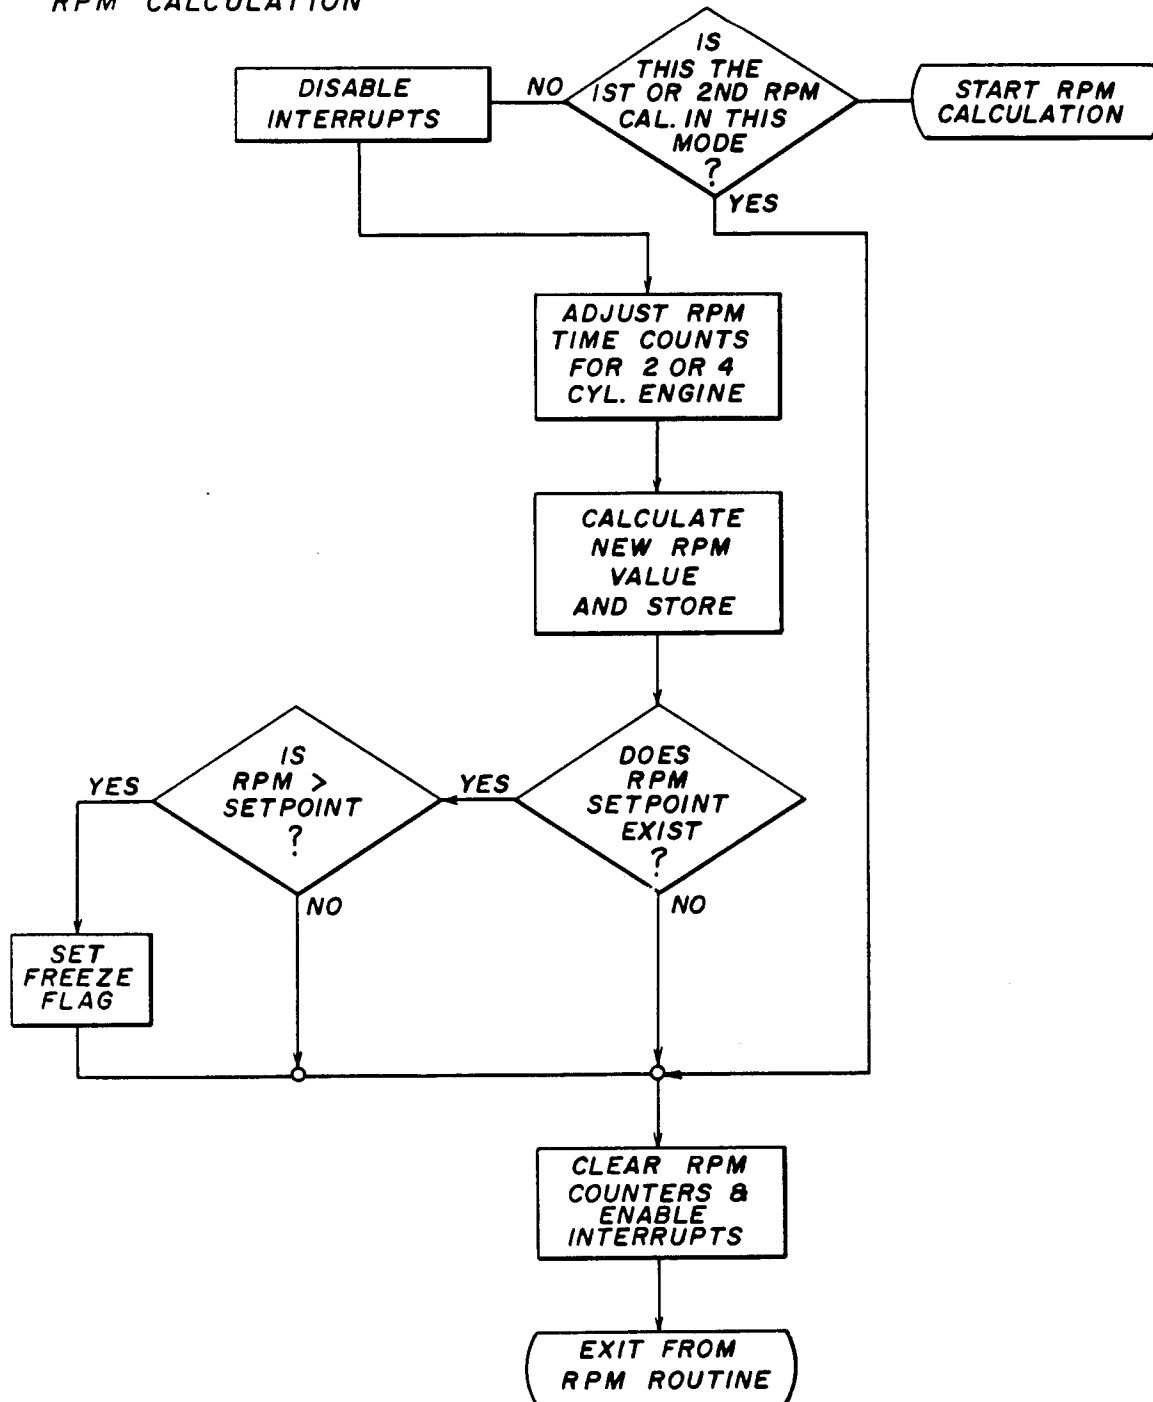 RPM CALCULATION
IS
THIS THE
1ST OR 2ND RPM
CAL. IN THIS
MODE
?
START RPM
CALCULATION
NO
DISABLE
INTERRUPTS
YES
ADJUST RPM
TIME COUNTS
FOR 2 OR 4
CYL. ENGINE
CALCULATE
NEW RPM
VALUE
AND STORE
DOES
RPM
SETPOINT
EXIST
?
YES
IS
RPM >
SETPOINT
?
YES
NO
NO
SET
FREEZE
FLAG
CLEAR RPM
COUNTERS &
ENABLE
INTERRUPTS
EXIT FROM
RPM ROUTINE